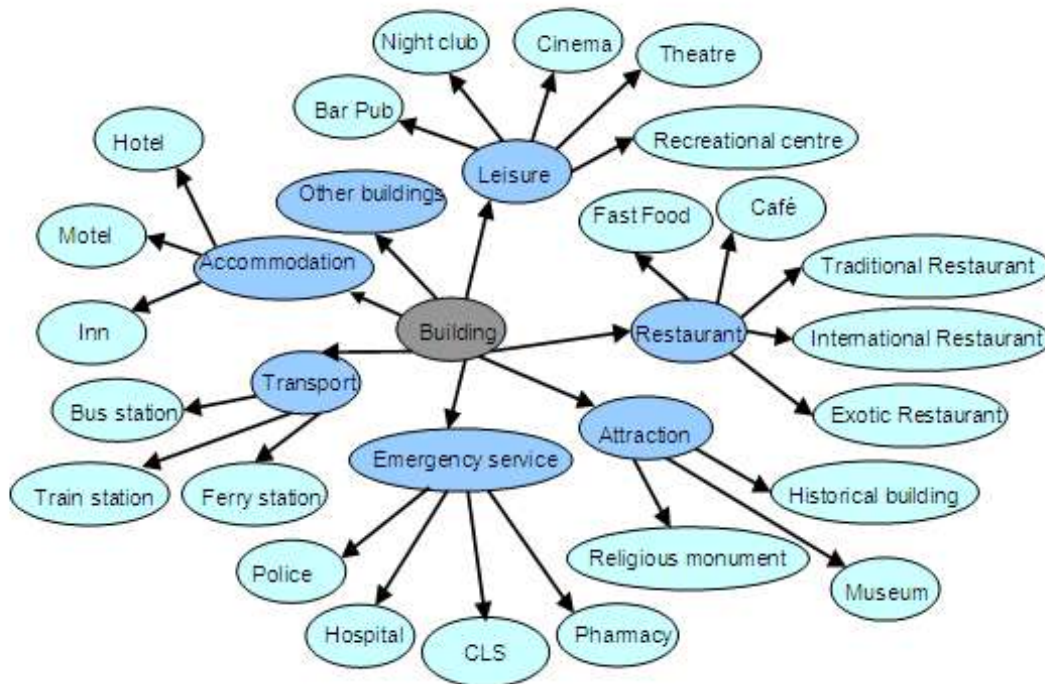 Night club
Cinema
Theatre
Bar Pub
Recreational centre
Hotel
Leisure
Other buildings
Fast Food
Café
Motel
Accommodation
Traditional Restaurant
Inn
Building
Restaurant
International Restaurant
Transport
Bus station
Exotic Restaurant
Attraction
Emergency service
Train station
Ferry station
Historical building
Religious monument
Police
Museum
Hospital
CLS
Pharmacy